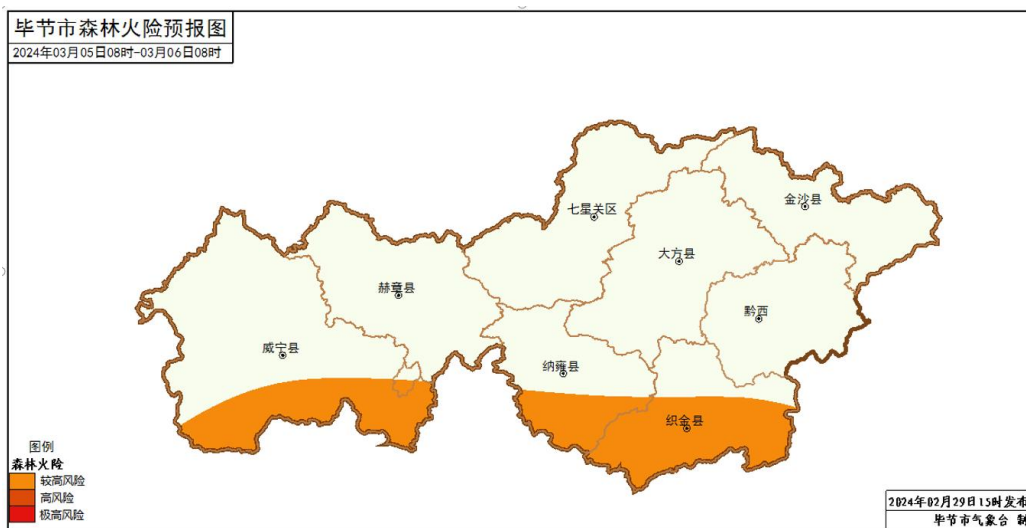 毕节市森林火险预报图
2024年03月05日08时-03月06日08时
七星关区
金沙县
大方县
赫章县
黔西
威宁县
纳雍县
织金县
图例
森林火险
较高风险
高风险
极高风险
2024年02月29日15时发布
毕节市气象台 制